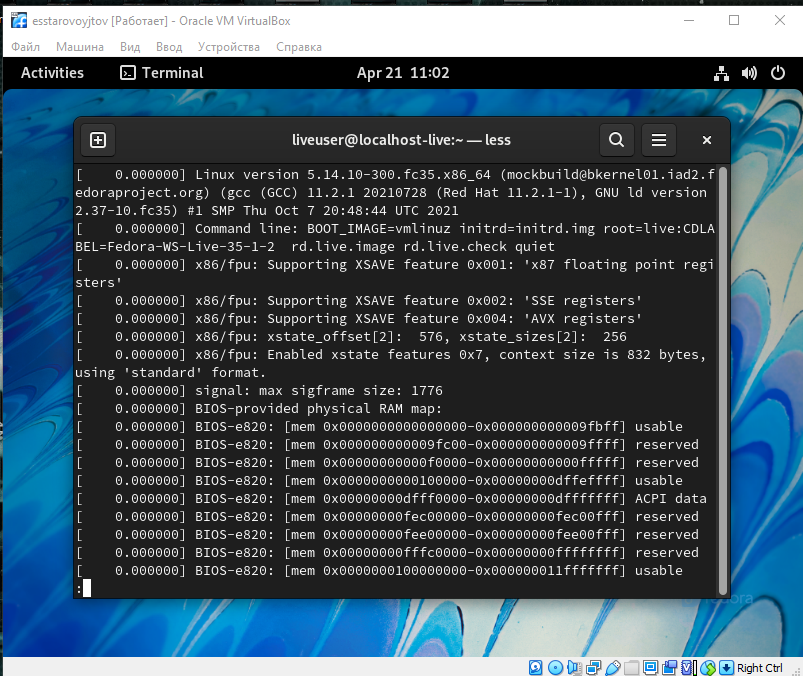 esstarovoyjtov [Работает] - Oracle VM VirtualBox
Файл Машина Вид Ввод Устройства Справка
Activities Terminal Apr 21 11:02
liveuser@localhost-live:~ — less
[    0.000000] Linux version 5.14.10-300.fc35.x86_64 (mockbuild@bkernel01.iad2.f
edoraproject.org) (gcc (GCC) 11.2.1 20210728 (Red Hat 11.2.1-1), GNU ld version
2.37-10.fc35) #1 SMP Thu Oct 7 20:48:44 UTC 2021
[    0.000000] Command line: BOOT_IMAGE=vmlinuz initrd=initrd.img root=live:CDLA
BEL=Fedora-WS-Live-35-1-2  rd.live.image rd.live.check quiet
[    0.000000] x86/fpu: Supporting XSAVE feature 0x001: 'x87 floating point regi
sters'
[    0.000000] x86/fpu: Supporting XSAVE feature 0x002: 'SSE registers'
[    0.000000] x86/fpu: Supporting XSAVE feature 0x004: 'AVX registers'
[    0.000000] x86/fpu: xstate_offset[2]:  576, xstate_sizes[2]:  256
[    0.000000] x86/fpu: Enabled xstate features 0x7, context size is 832 bytes,
using 'standard' format.
[    0.000000] signal: max sigframe size: 1776
[    0.000000] BIOS-provided physical RAM map:
[    0.000000] BIOS-e820: [mem 0x0000000000000000-0x000000000009fbff] usable
[    0.000000] BIOS-e820: [mem 0x000000000009fc00-0x000000000009ffff] reserved
[    0.000000] BIOS-e820: [mem 0x00000000000f0000-0x00000000000fffff] reserved
[    0.000000] BIOS-e820: [mem 0x0000000000100000-0x00000000dffeffff] usable
[    0.000000] BIOS-e820: [mem 0x00000000dfff0000-0x00000000dfffffff] ACPI data
[    0.000000] BIOS-e820: [mem 0x00000000fec00000-0x00000000fec00fff] reserved
[    0.000000] BIOS-e820: [mem 0x00000000fee00000-0x00000000fee00fff] reserved
[    0.000000] BIOS-e820: [mem 0x00000000fffc0000-0x00000000ffffffff] reserved
[    0.000000] BIOS-e820: [mem 0x0000000100000000-0x000000011fffffff] usable
:
fedora
Right Ctrl